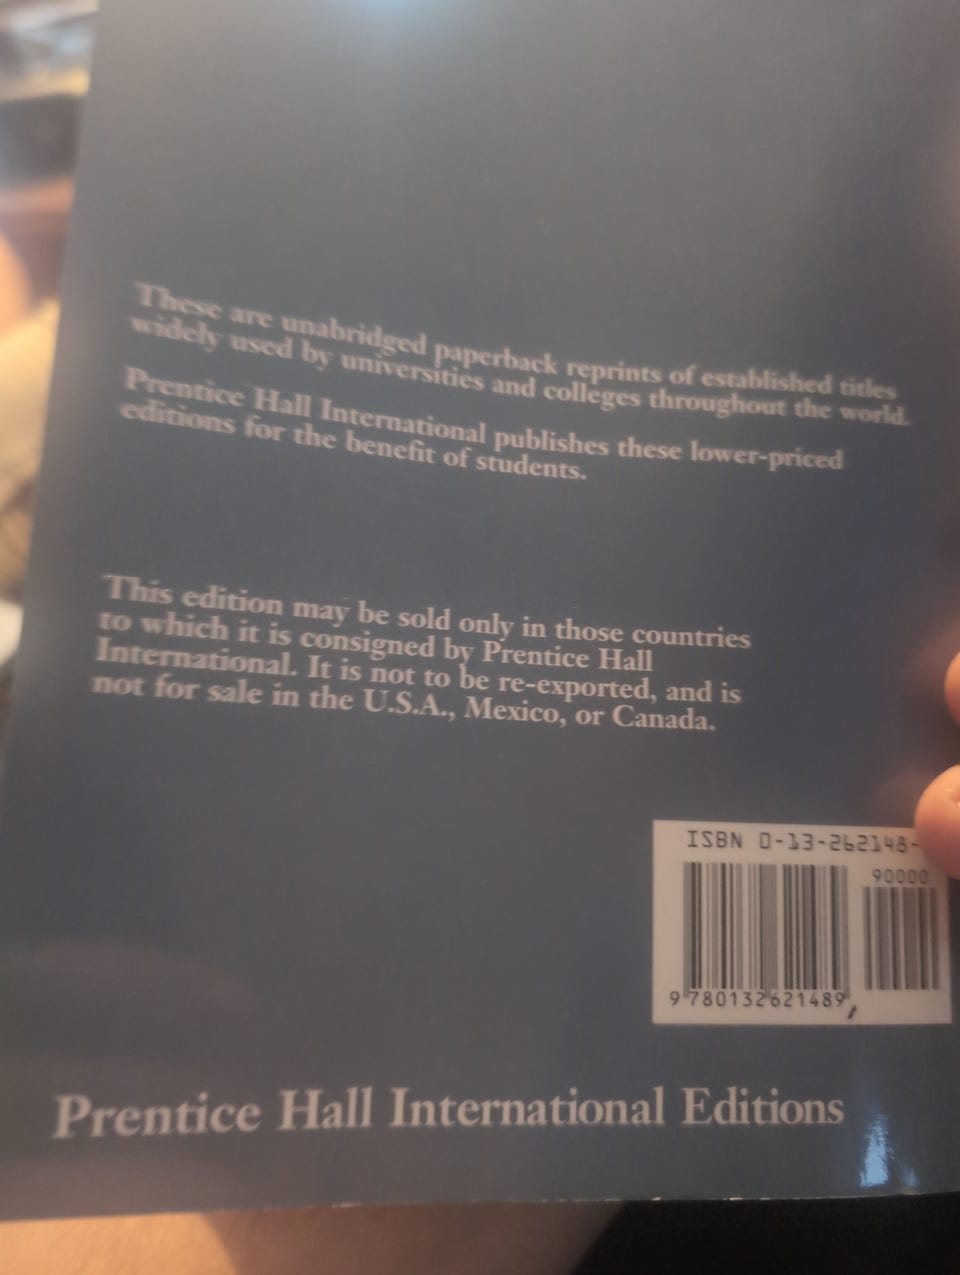 These are unabridged paperback reprints of established titles
widely used by universities and colleges throughout the world.
Prentice Hall International publishes these lower-priced
editions for the benefit of students.
This edition may be sold only in those countries
to which it is consigned by Prentice Hall
International. It is not to be re-exported, and is
not for sale in the U.S.A., Mexico, or Canada.
ISBN 0-13-262148-
90000
9 780132 621489
Prentice Hall International Editions